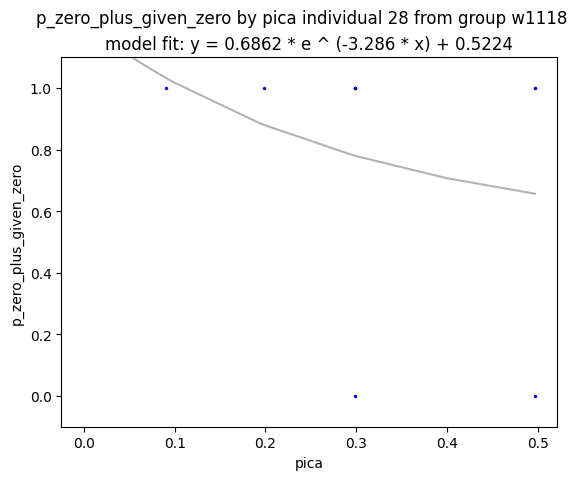 p_zero_plus_given_zero by pica individual 28 from group w1118
model fit: y = 0.6862 * e ^ (-3.286 * x) + 0.5224
1.0
0.8
0.6
0.4
0.2
0.0
p_zero_plus_given_zero
0.0 0.1 0.2 0.3 0.4 0.5
pica